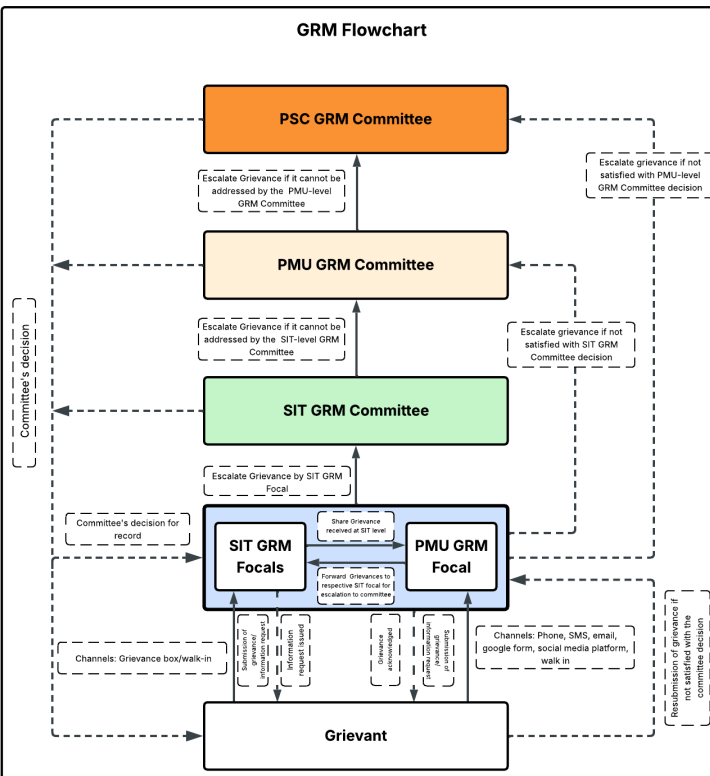 GRM Flowchart
PSC GRM Committee
Escalate Grievance if it cannot be
addressed by the PMU-level
GRM Committee
Escalate grievance if not
satisfied with PMU-level
GRM Committee decision
PMU GRM Committee
Escalate Grievance if it cannot be
addressed by the SIT-level GRM
Committee
Escalate grievance if not
satisfied with SIT GRM
Committee decision
Committee's decision
SIT GRM Committee
Escalate Grievance by SIT GRM
Focal
Committee's decision for
record
SIT GRM
Focals
Share Grievance
received at SIT level
PMU GRM
Focal
Forward Grievances to
respective SIT focal for
escalation to committee
Channels: Grievance box/walk-in
Submission of
grievance/
information request
Information
request issued
Grievance
acknowledged
Submission of
grievance/
information request
Channels: Phone, SMS, email,
google form, social media platform,
walk in
Resubmission of grievance if
not satisfied with the
committee decision
Grievant